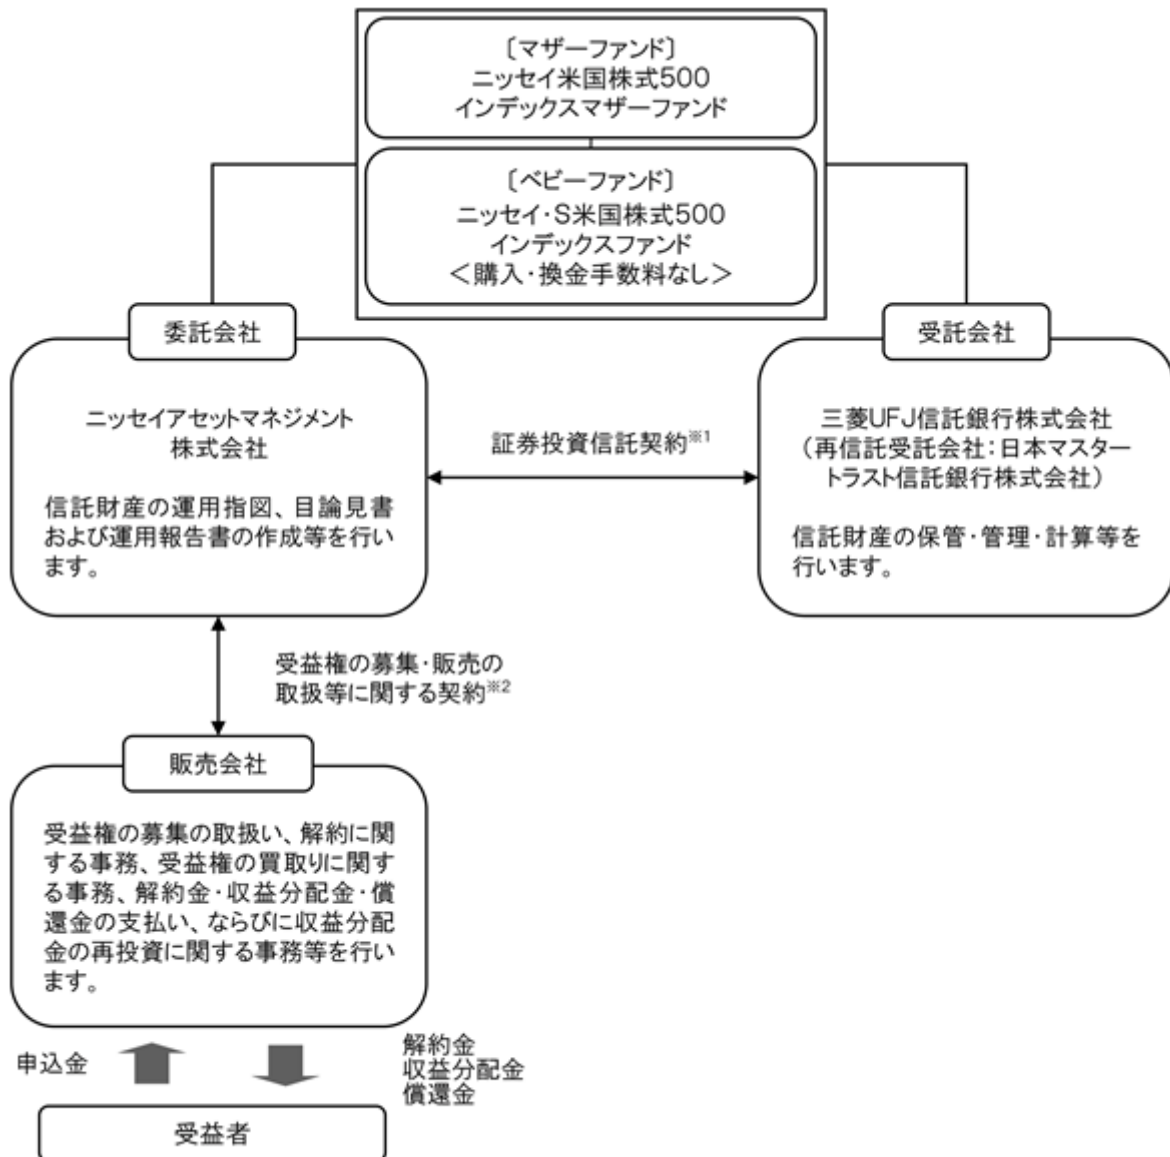 〔マザーファンド〕
ニッセイ米国株式500
インデックスマザーファンド
〔ベビーファンド〕
ニッセイ・S米国株式500
インデックスファンド
＜購入・換金手数料なし＞
委託会社
ニッセイアセットマネジメント
株式会社
信託財産の運用指図、目論見書
および運用報告書の作成等を行い
ます。
証券投資信託契約※1
受託会社
三菱UFJ信託銀行株式会社
（再信託受託会社：日本マスター
トラスト信託銀行株式会社）
信託財産の保管・管理・計算等を
行います。
受益権の募集・販売の
取扱等に関する契約※2
販売会社
受益権の募集の取扱い、解約に関
する事務、受益権の買取りに関す
る事務、解約金・収益分配金・償
還金の支払い、ならびに収益分配
金の再投資に関する事務等を行い
ます。
申込金
解約金
収益分配金
償還金
受益者